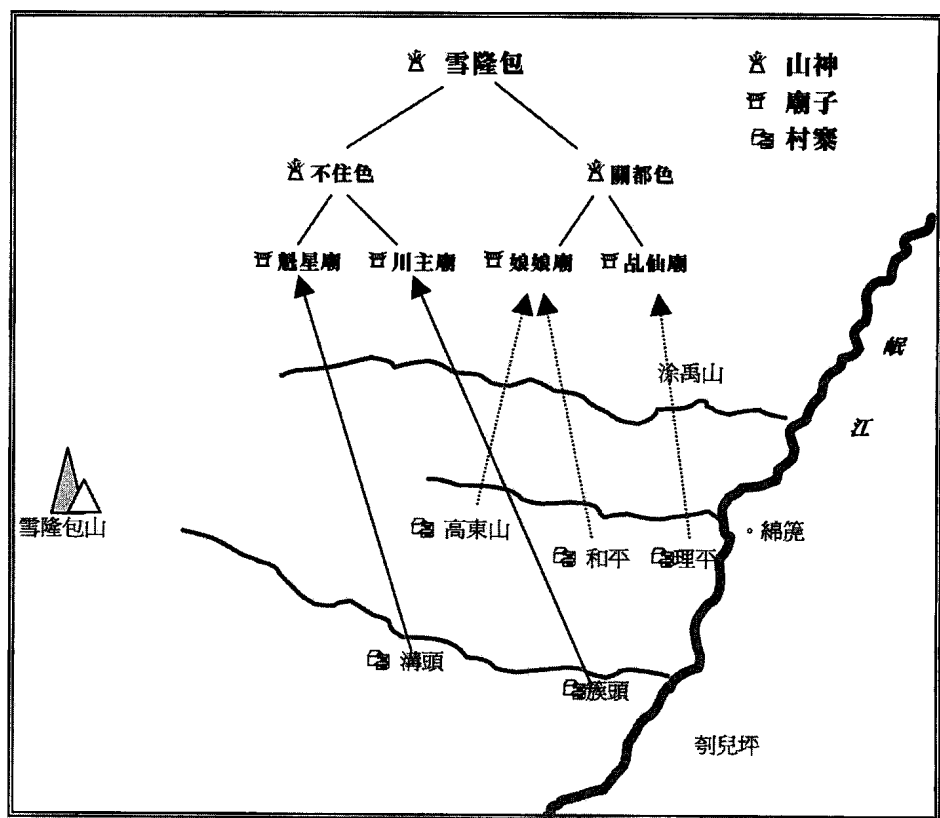 雪隆包
山神
廟子
村寨
不住色
關都色
魁星廟
川主廟
娘娘廟
乩仙廟
岷江
涂禹山
雪隆包山
高東山
綿箎
和平
理平
溝頭
簇頭
刳兒坪